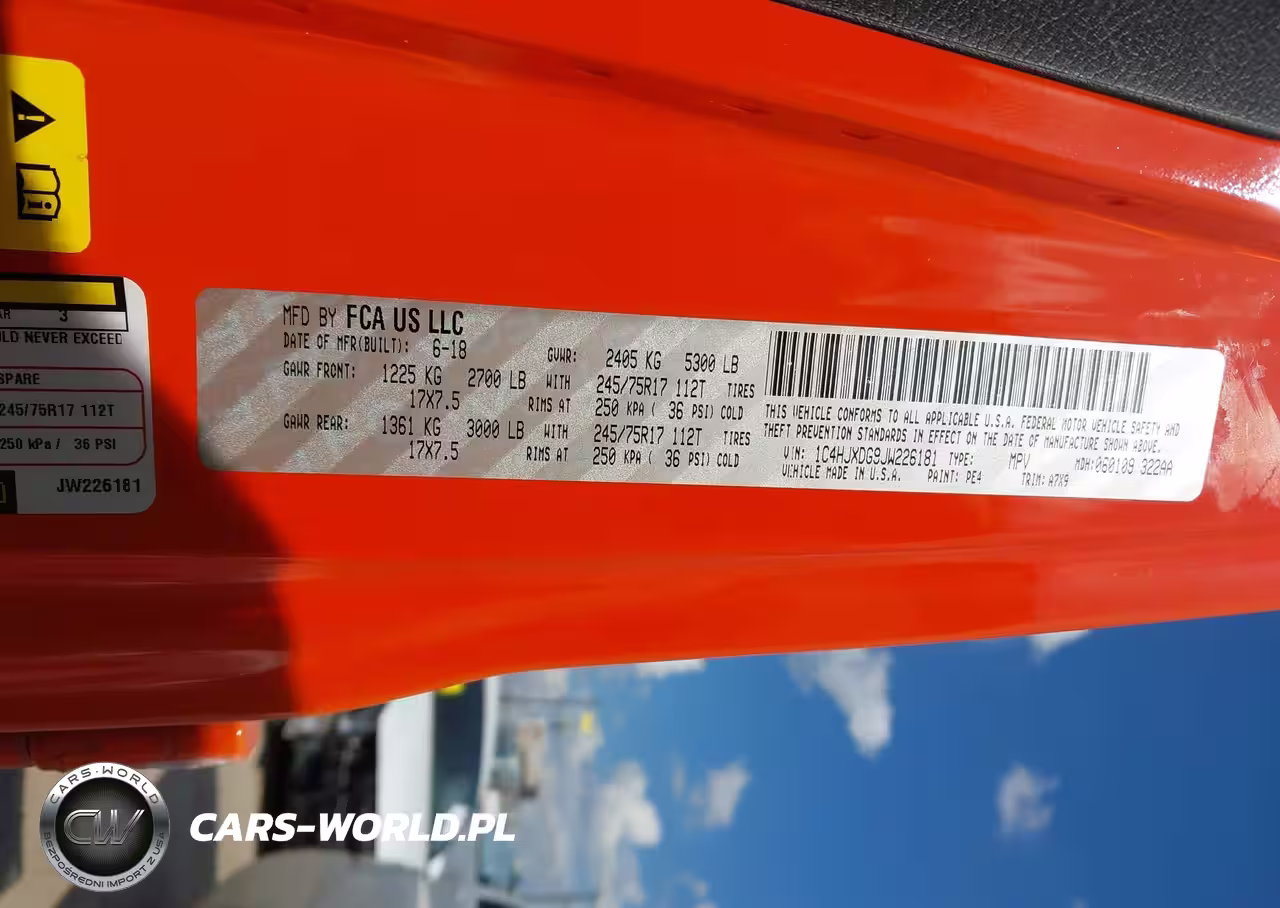 AR 3
ULD NEVER EXCEED
SPARE
245/75R17 112T
250 kPa / 36 PSI
JW226181
MFD BY FCA US LLC
DATE OF MFR(BUILT): 6-18 GVWR: 2405 KG 5300 LB
GAWR FRONT: 1225 KG 2700 LB WITH 245/75R17 112T TIRES
17X7.5 RIMS AT 250 KPA ( 36 PSI) COLD
GAWR REAR: 1361 KG 3000 LB WITH 245/75R17 112T TIRES
17X7.5 RIMS AT 250 KPA ( 36 PSI) COLD
THIS VEHICLE CONFORMS TO ALL APPLICABLE U.S.A. FEDERAL MOTOR VEHICLE SAFETY AND
THEFT PREVENTION STANDARDS IN EFFECT ON THE DATE OF MANUFACTURE SHOWN ABOVE.
VIN: 1C4HJXDG9JW226181 TYPE: MPV MDH:060109 322AA
VEHICLE MADE IN U.S.A. PAINT: PE4 TRIM: A7X9
CARS-WORLD
CW
BEZPOŚREDNI IMPORT Z USA
CARS-WORLD.PL